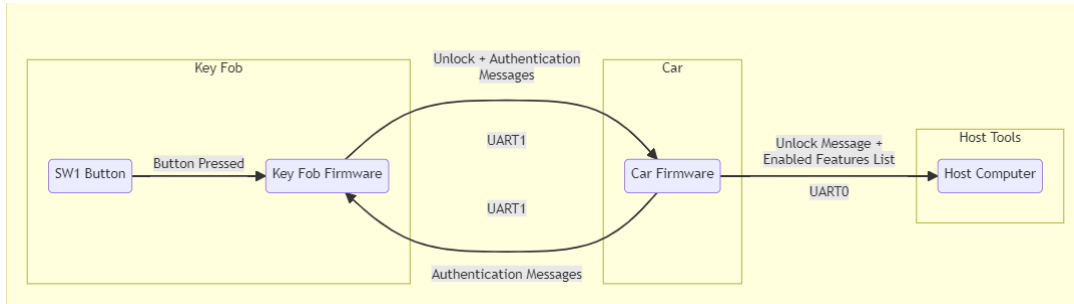 Key Fob
Unlock + Authentication
Messages
Car
UART1
Unlock Message +
Enabled Features List
Host Tools
SW1 Button
Button Pressed
Key Fob Firmware
Car Firmware
UART0
Host Computer
UART1
Authentication Messages